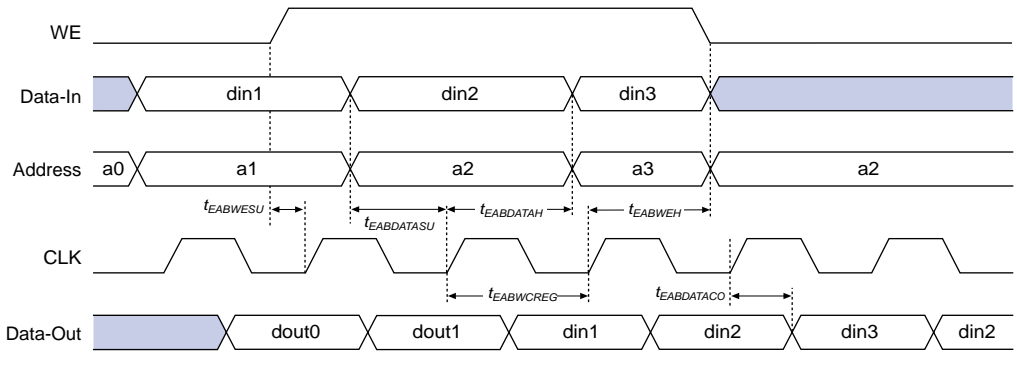 WE
Data-In din1 din2 din3
Address a0 a1 a2 a3 a2
tEABWESU tEABDATASU tEABDATAH tEABWEH
CLK
tEABWCREG tEABDATACO
Data-Out dout0 dout1 din1 din2 din3 din2